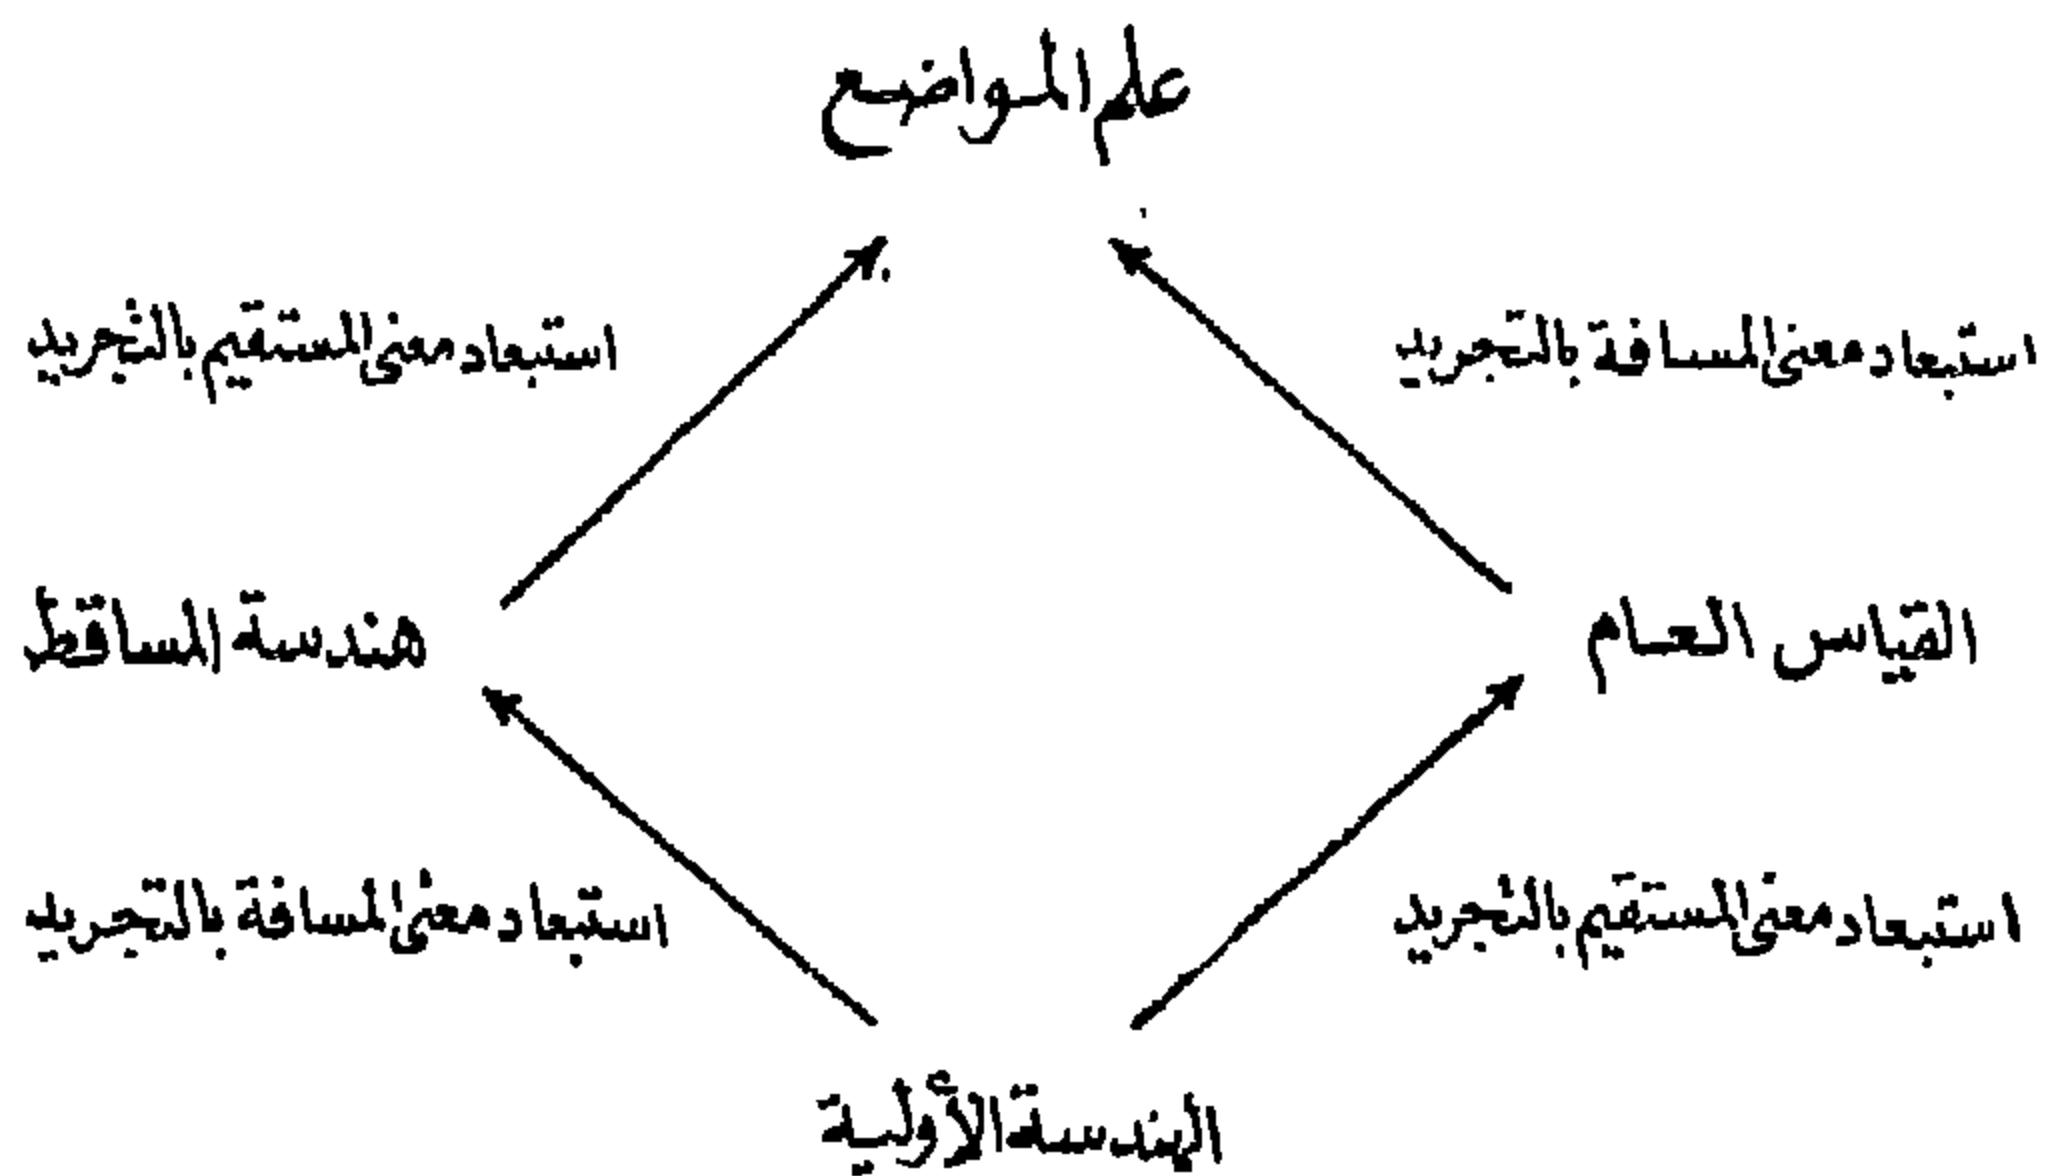 علم المواضع
استبعاد معنى المسافة بالتجريد
استبعاد معنى المستقيم بالتجريد
القياس العام
هندسة المساقط
استبعاد معنى المستقيم بالتجريد
استبعاد معنى المسافة بالتجريد
الهندسة الأولية